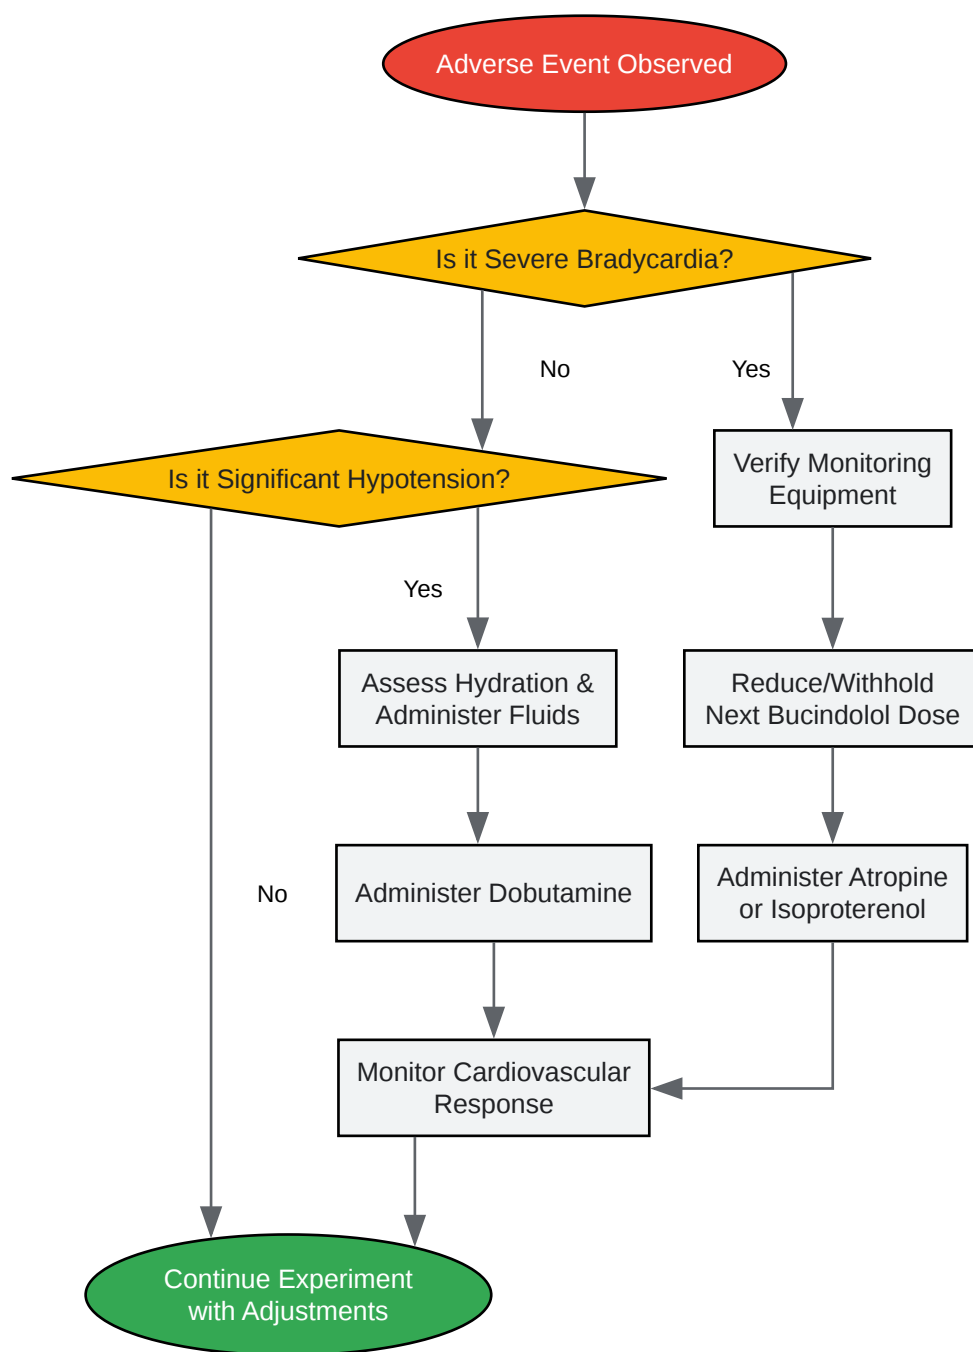 Adverse Event Observed
Is it Severe Bradycardia?
No
Yes
Is it Significant Hypotension?
Verify Monitoring
Equipment
Yes
Assess Hydration &
Administer Fluids
Reduce/Withhold
Next Bucindolol Dose
No
Administer Dobutamine
Administer Atropine
or Isoproterenol
Monitor Cardiovascular
Response
Continue Experiment
with Adjustments